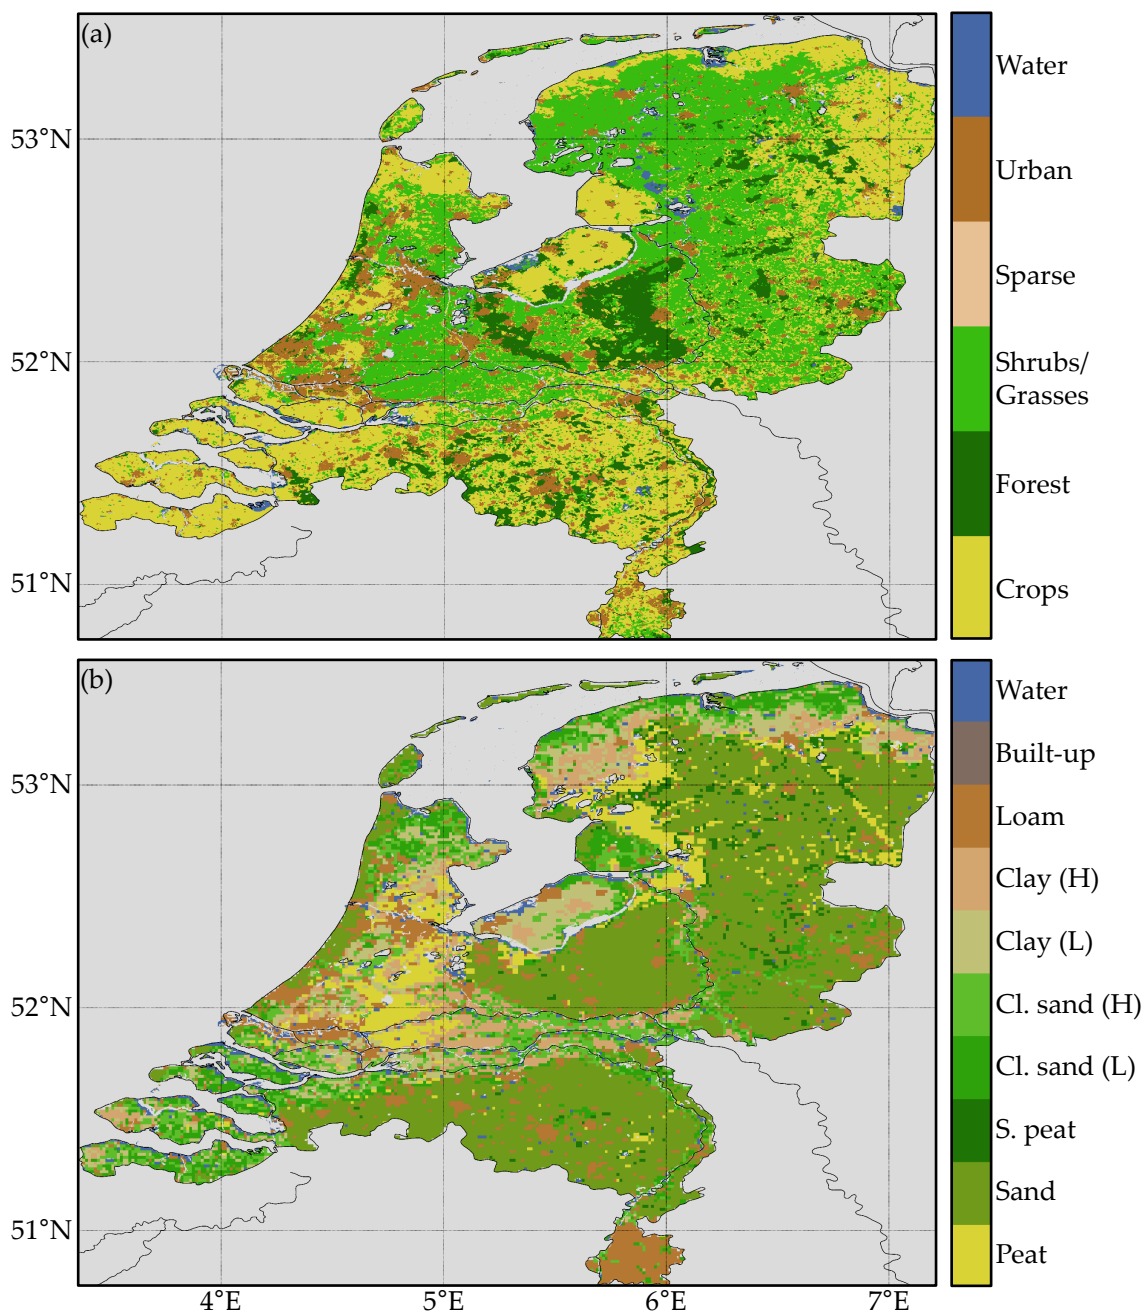 (a)
53°N
52°N
51°N
Water
Urban
Sparse
Shrubs/
Grasses
Forest
Crops
(b)
53°N
52°N
51°N
4°E
5°E
6°E
7°E
Water
Built-up
Loam
Clay (H)
Clay (L)
Cl. sand (H)
Cl. sand (L)
S. peat
Sand
Peat